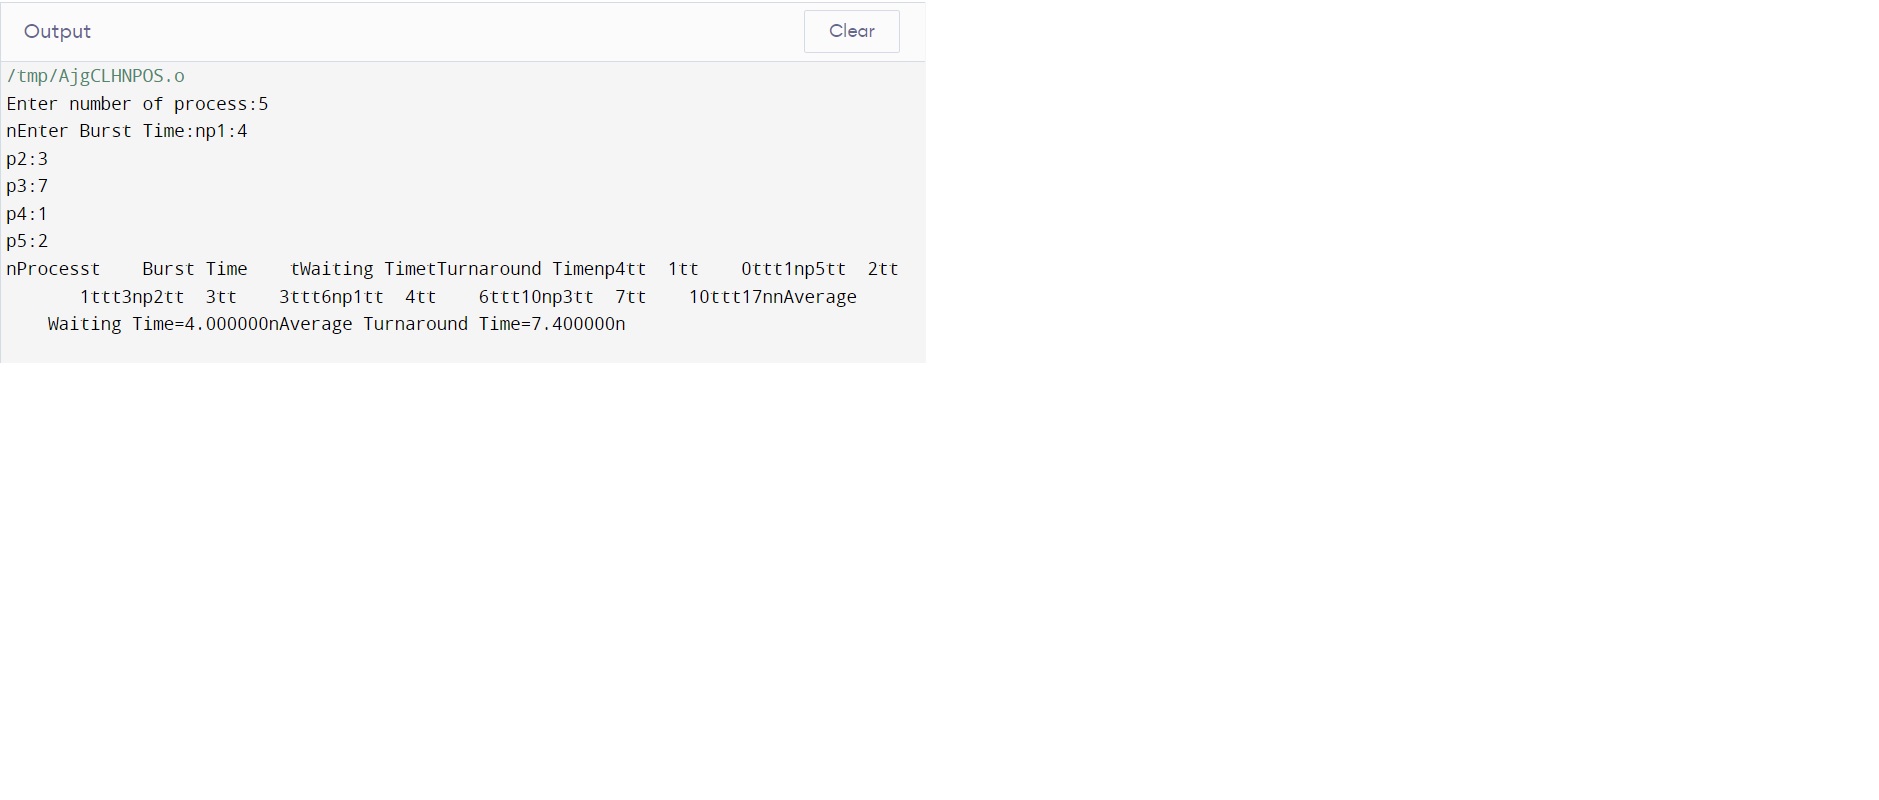 Output
Clear
/tmp/AjgCLHNPOS.o
Enter number of process:5
nEnter Burst Time:np1:4
p2:3
p3:7
p4:1
p5:2
nProcesst    Burst Time    tWaiting TimetTurnaround Timenp4tt  1tt    0ttt1np5tt  2tt
       1ttt3np2tt  3tt    3ttt6np1tt  4tt    6ttt10np3tt  7tt    10ttt17nnAverage
    Waiting Time=4.000000nAverage Turnaround Time=7.400000n